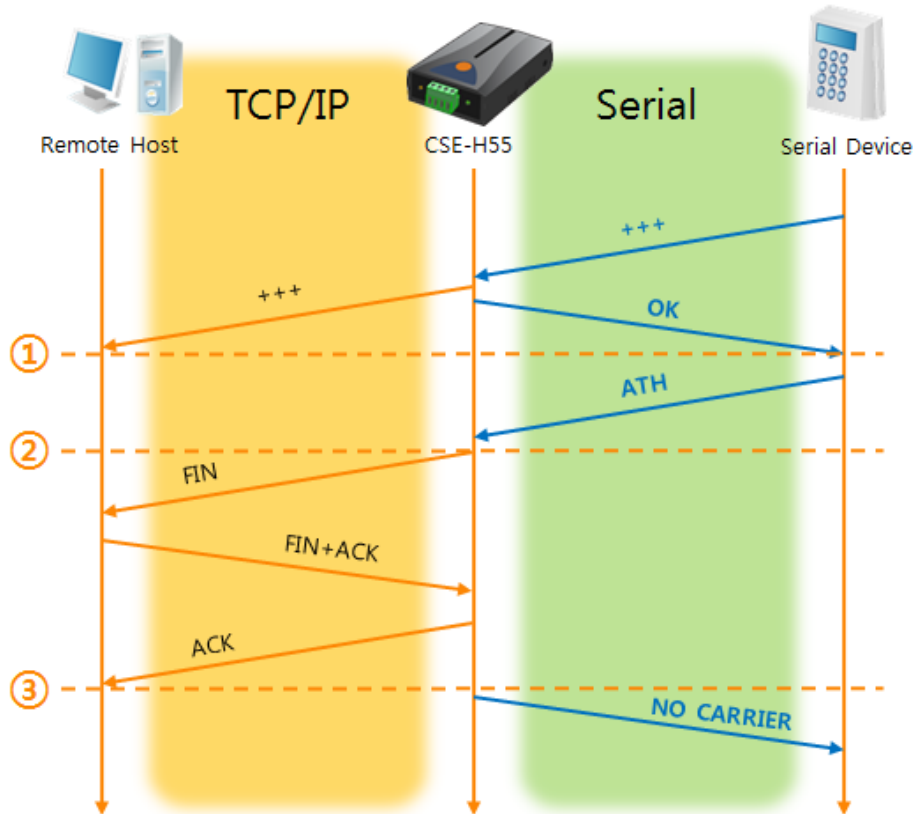 TCP/IP
Serial
Remote Host
CSE-H55
Serial Device
+++
+++
OK
①
ATH
②
FIN
FIN+ACK
ACK
③
NO CARRIER